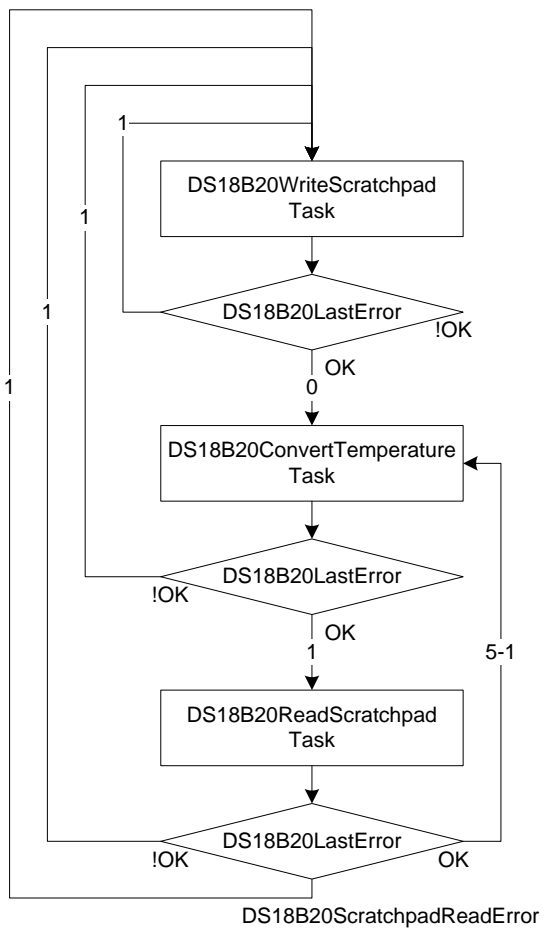 1
DS18B20WriteScratchpad
Task
1
DS18B20LastError
!OK
1
OK
1
0
DS18B20ConvertTemperature
Task
DS18B20LastError
!OK
OK
1
5-1
DS18B20ReadScratchpad
Task
DS18B20LastError
!OK
OK
DS18B20ScratchpadReadError